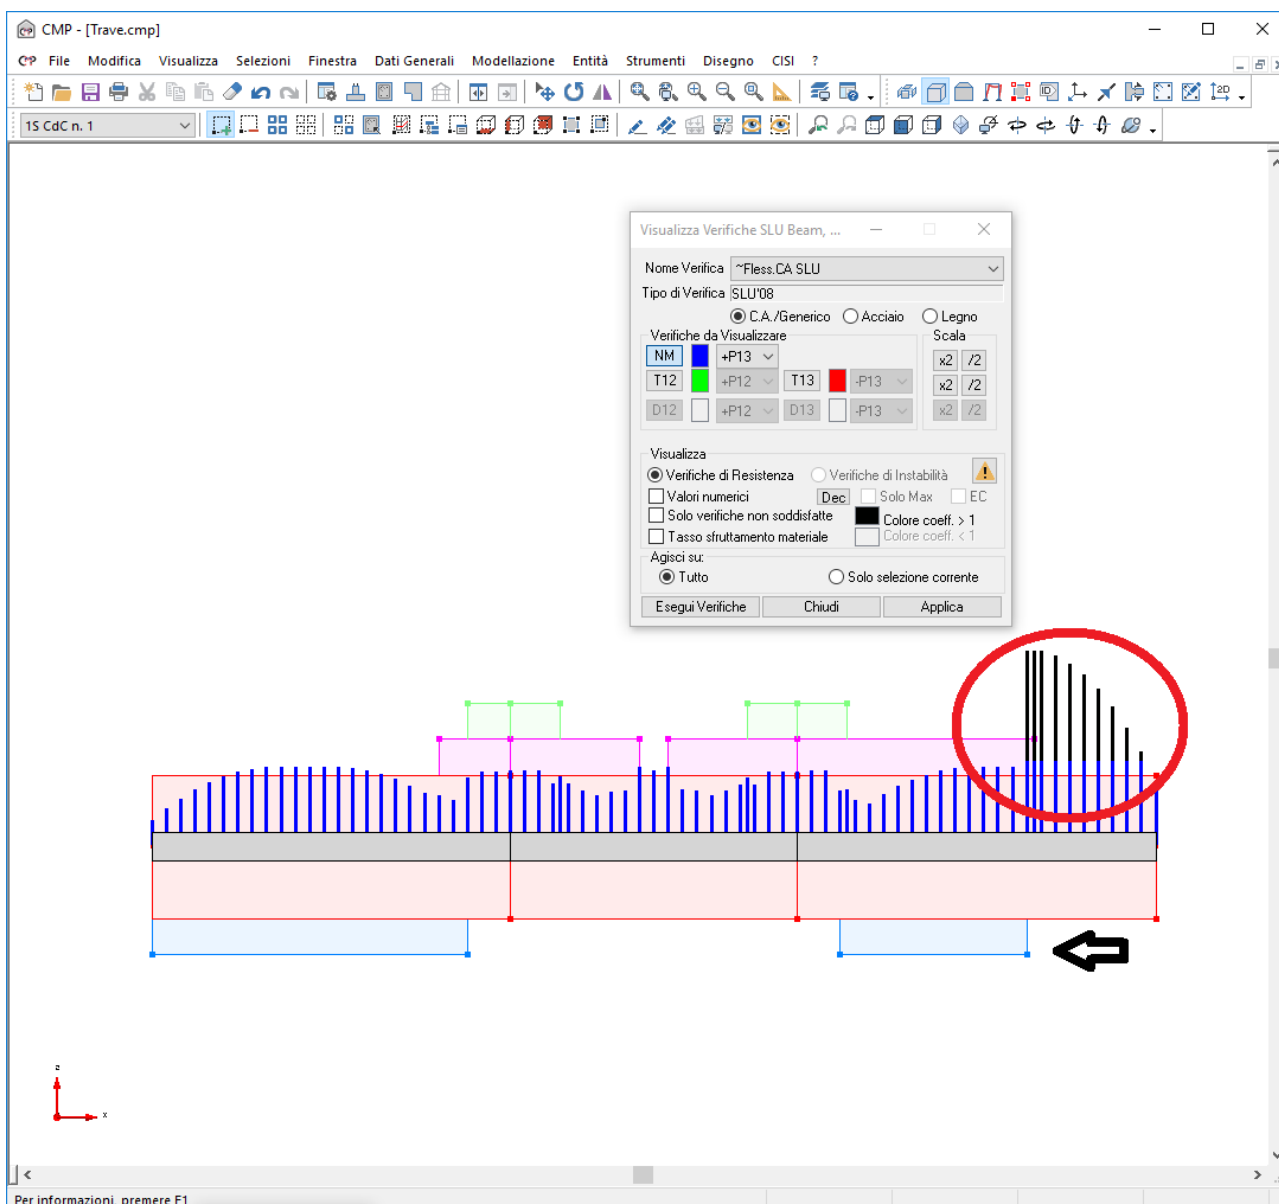 CMP - [Trave.cmp]
File Modifica Visualizza Selezioni Finestra Dati Generali Modellazione Entità Strumenti Disegno CISI ?
1S CdC n. 1
Visualizza Verifiche SLU Beam, ...
Nome Verifica ~Fless.CA SLU
Tipo di Verifica SLU'08
C.A./Generico Acciaio Legno
Verifiche da Visualizzare Scala
NM +P13 x2 /2
T12 +P12 T13 -P13 x2 /2
D12 +P12 D13 -P13 x2 /2
Visualizza
Verifiche di Resistenza Verifiche di Instabilità
Valori numerici Dec Solo Max EC
Solo verifiche non soddisfatte Colore coeff. > 1
Tasso sfruttamento materiale Colore coeff. < 1
Agisci su:
Tutto Solo selezione corrente
Esegui Verifiche Chiudi Applica
z
x
Per informazioni, premere F1